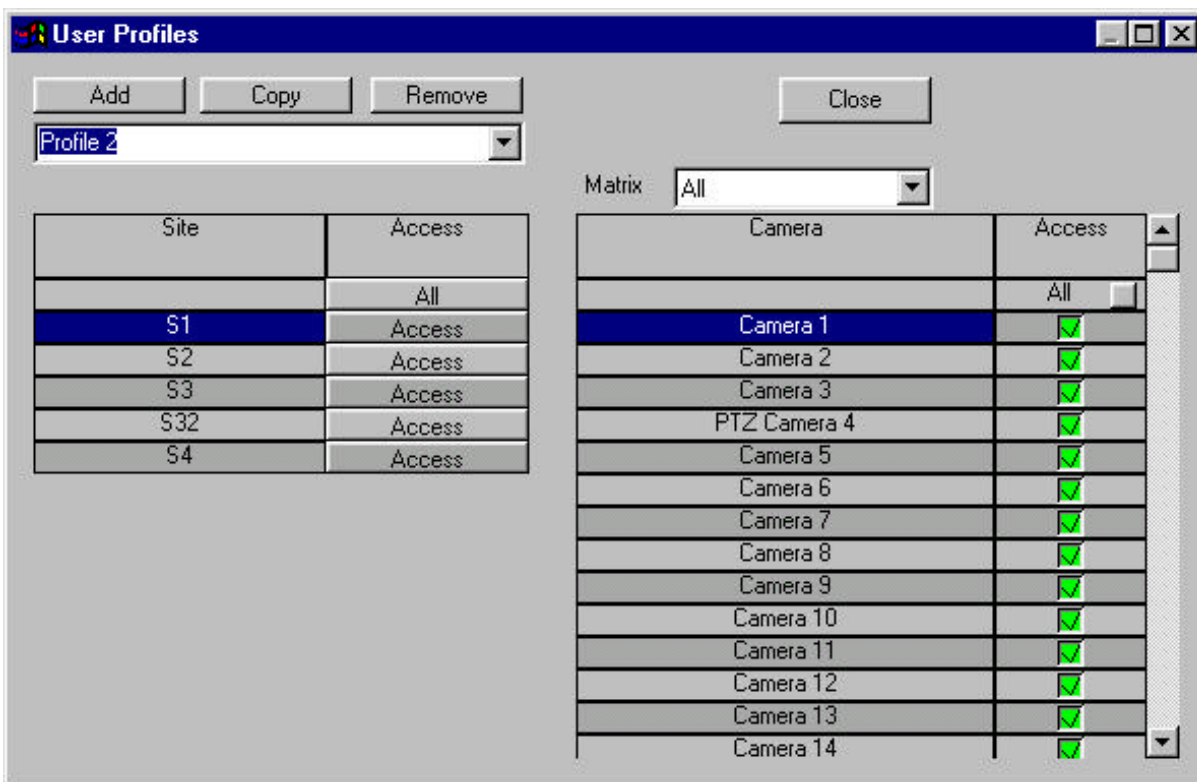 User Profiles
Add Copy Remove Close
Profile 2
Matrix All
Site Access Camera Access
All All
S1 Access Camera 1
S2 Access Camera 2
S3 Access Camera 3
S32 Access PTZ Camera 4
S4 Access Camera 5
Camera 6
Camera 7
Camera 8
Camera 9
Camera 10
Camera 11
Camera 12
Camera 13
Camera 14